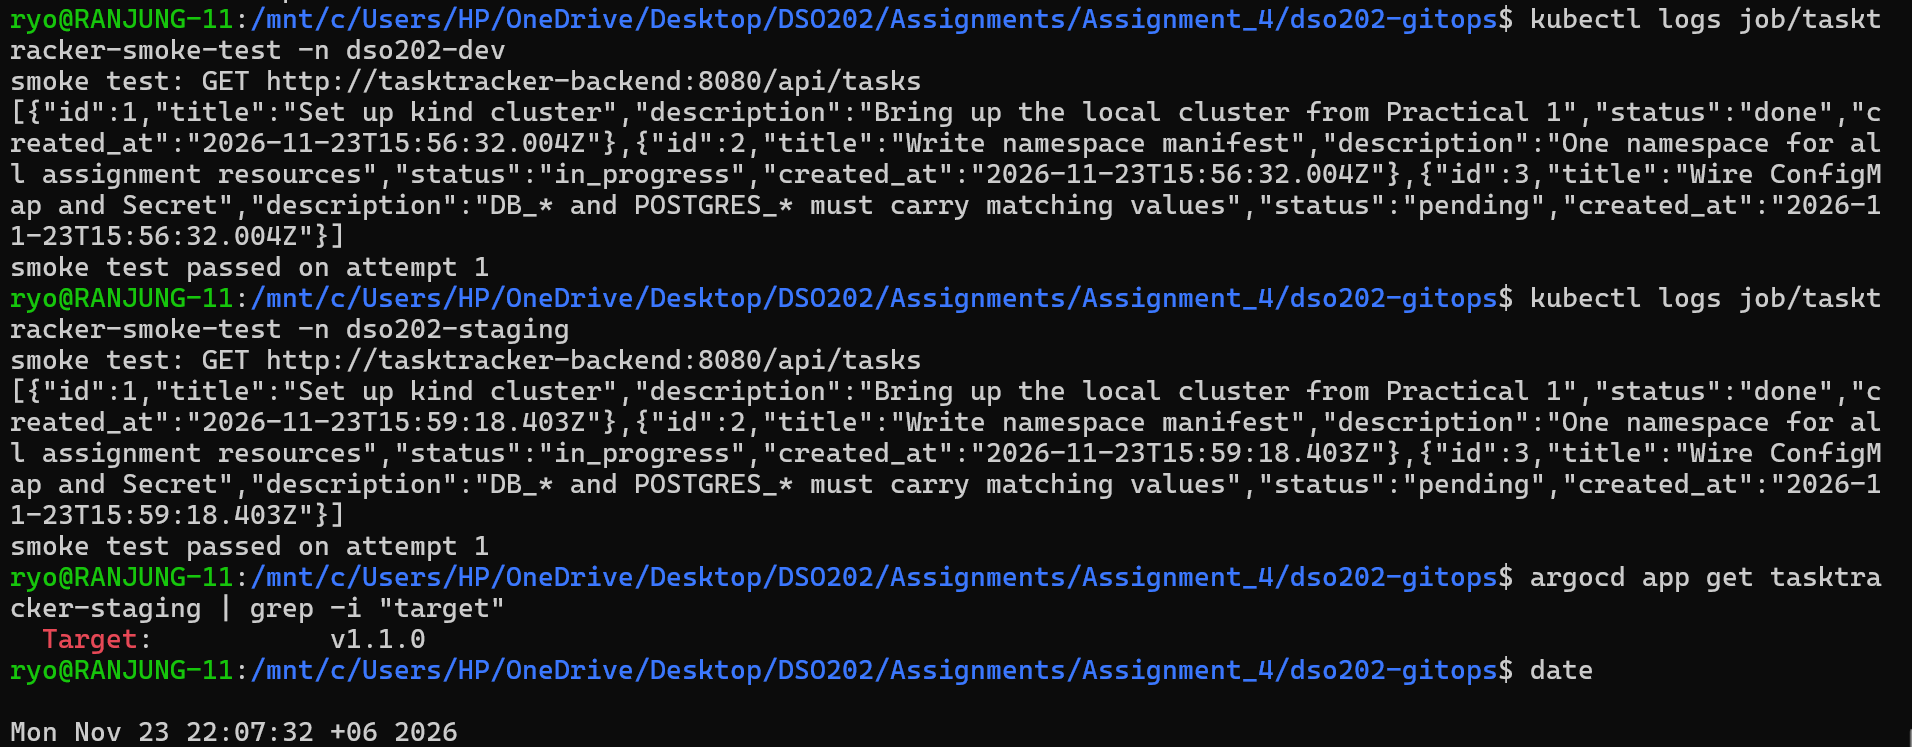 ryo@RANJUNG-11:/mnt/c/Users/HP/OneDrive/Desktop/DSO202/Assignments/Assignment_4/dso202-gitops$ kubectl logs job/taskt
racker-smoke-test -n dso202-dev
smoke test: GET http://tasktracker-backend:8080/api/tasks
[{"id":1,"title":"Set up kind cluster","description":"Bring up the local cluster from Practical 1","status":"done","c
reated_at":"2026-11-23T15:56:32.004Z"},{"id":2,"title":"Write namespace manifest","description":"One namespace for al
l assignment resources","status":"in_progress","created_at":"2026-11-23T15:56:32.004Z"},{"id":3,"title":"Wire ConfigM
ap and Secret","description":"DB_* and POSTGRES_* must carry matching values","status":"pending","created_at":"2026-1
1-23T15:56:32.004Z"}]
smoke test passed on attempt 1
ryo@RANJUNG-11:/mnt/c/Users/HP/OneDrive/Desktop/DSO202/Assignments/Assignment_4/dso202-gitops$ kubectl logs job/taskt
racker-smoke-test -n dso202-staging
smoke test: GET http://tasktracker-backend:8080/api/tasks
[{"id":1,"title":"Set up kind cluster","description":"Bring up the local cluster from Practical 1","status":"done","c
reated_at":"2026-11-23T15:59:18.403Z"},{"id":2,"title":"Write namespace manifest","description":"One namespace for al
l assignment resources","status":"in_progress","created_at":"2026-11-23T15:59:18.403Z"},{"id":3,"title":"Wire ConfigM
ap and Secret","description":"DB_* and POSTGRES_* must carry matching values","status":"pending","created_at":"2026-1
1-23T15:59:18.403Z"}]
smoke test passed on attempt 1
ryo@RANJUNG-11:/mnt/c/Users/HP/OneDrive/Desktop/DSO202/Assignments/Assignment_4/dso202-gitops$ argocd app get tasktra
cker-staging | grep -i "target"
  Target:           v1.1.0
ryo@RANJUNG-11:/mnt/c/Users/HP/OneDrive/Desktop/DSO202/Assignments/Assignment_4/dso202-gitops$ date
Mon Nov 23 22:07:32 +06 2026